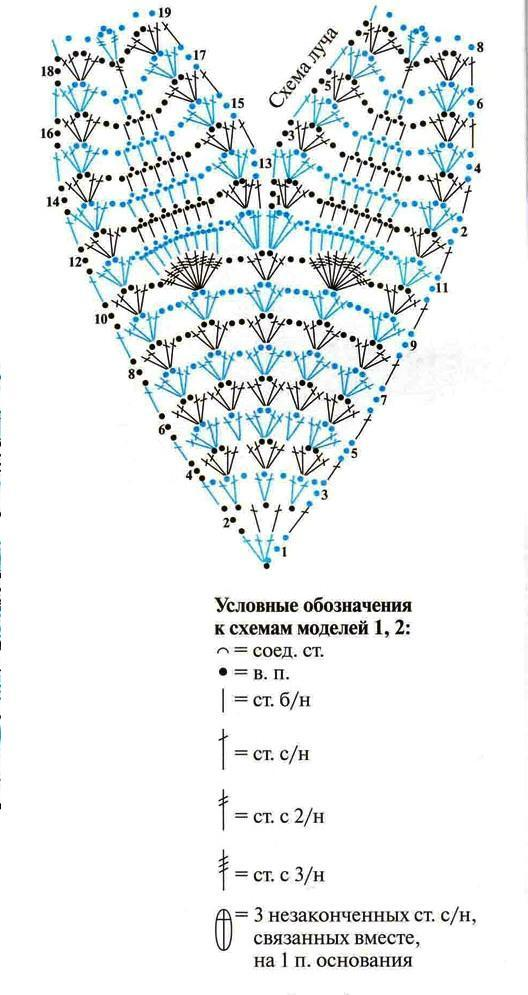 19
17
18
15
16
13
14
12
10
8
6
4
2
Схема луча
7
8
5
6
3
4
1
2
11
9
7
5
3
1
Условные обозначения
к схемам моделей 1, 2:
= соед. ст.
= в. п.
= ст. б/н
= ст. с/н
= ст. с 2/н
= ст. с 3/н
= 3 незаконченных ст. с/н,
связанных вместе,
на 1 п. основания